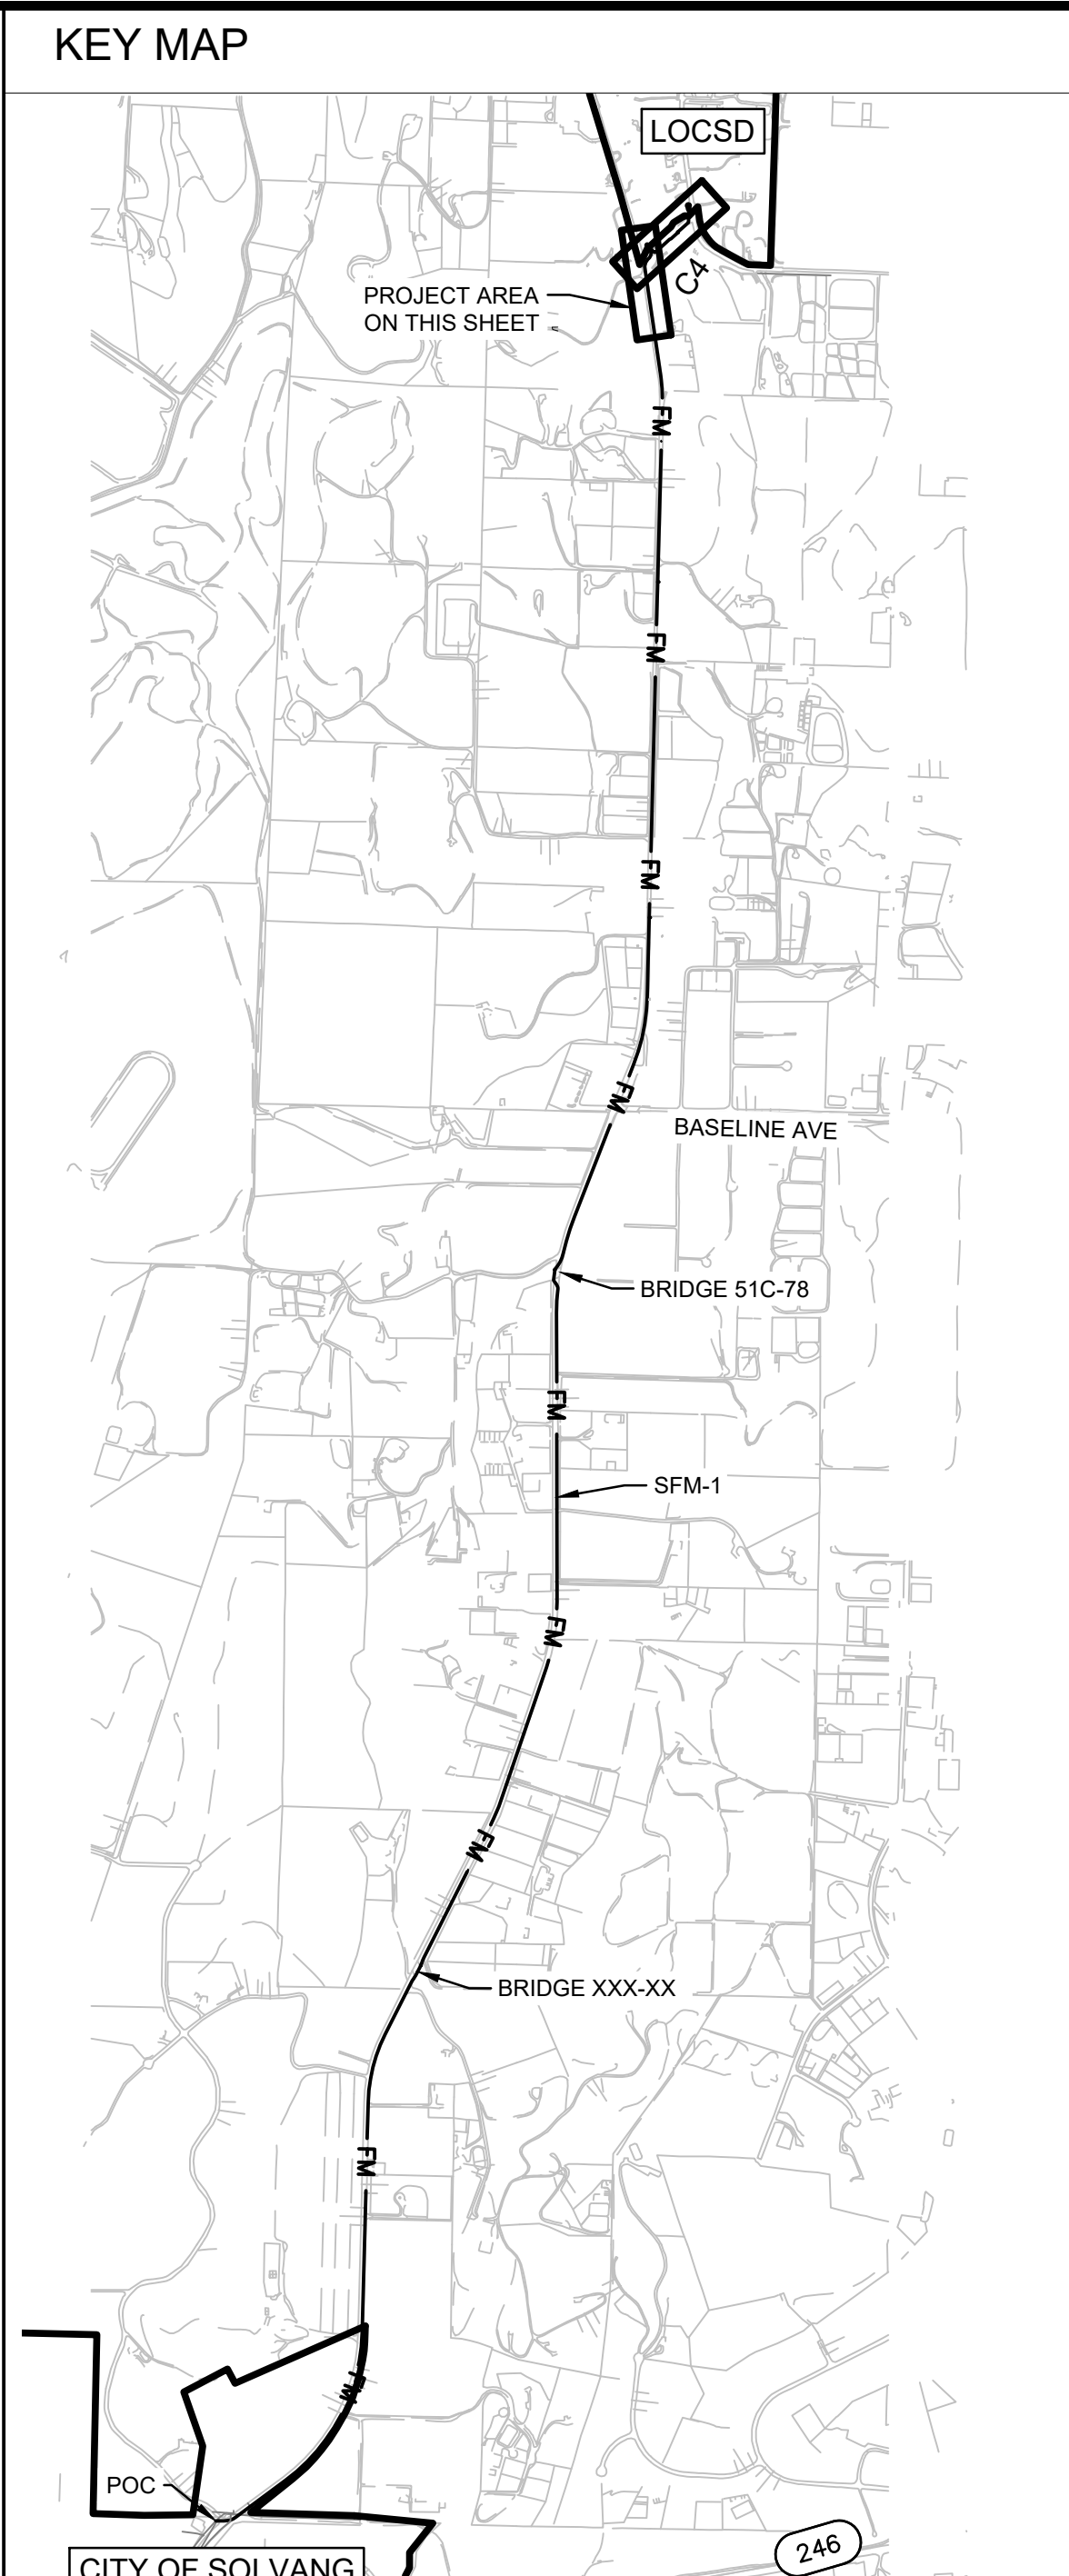 KEY MAP
LOCSD
C4
PROJECT AREA
ON THIS SHEET
FM
FM
FM
FM
BASELINE AVE
BRIDGE 51C-78
FM
SFM-1
FM
FM
BRIDGE XXX-XX
FM
FM
POC
246
CITY OF SOLVANG